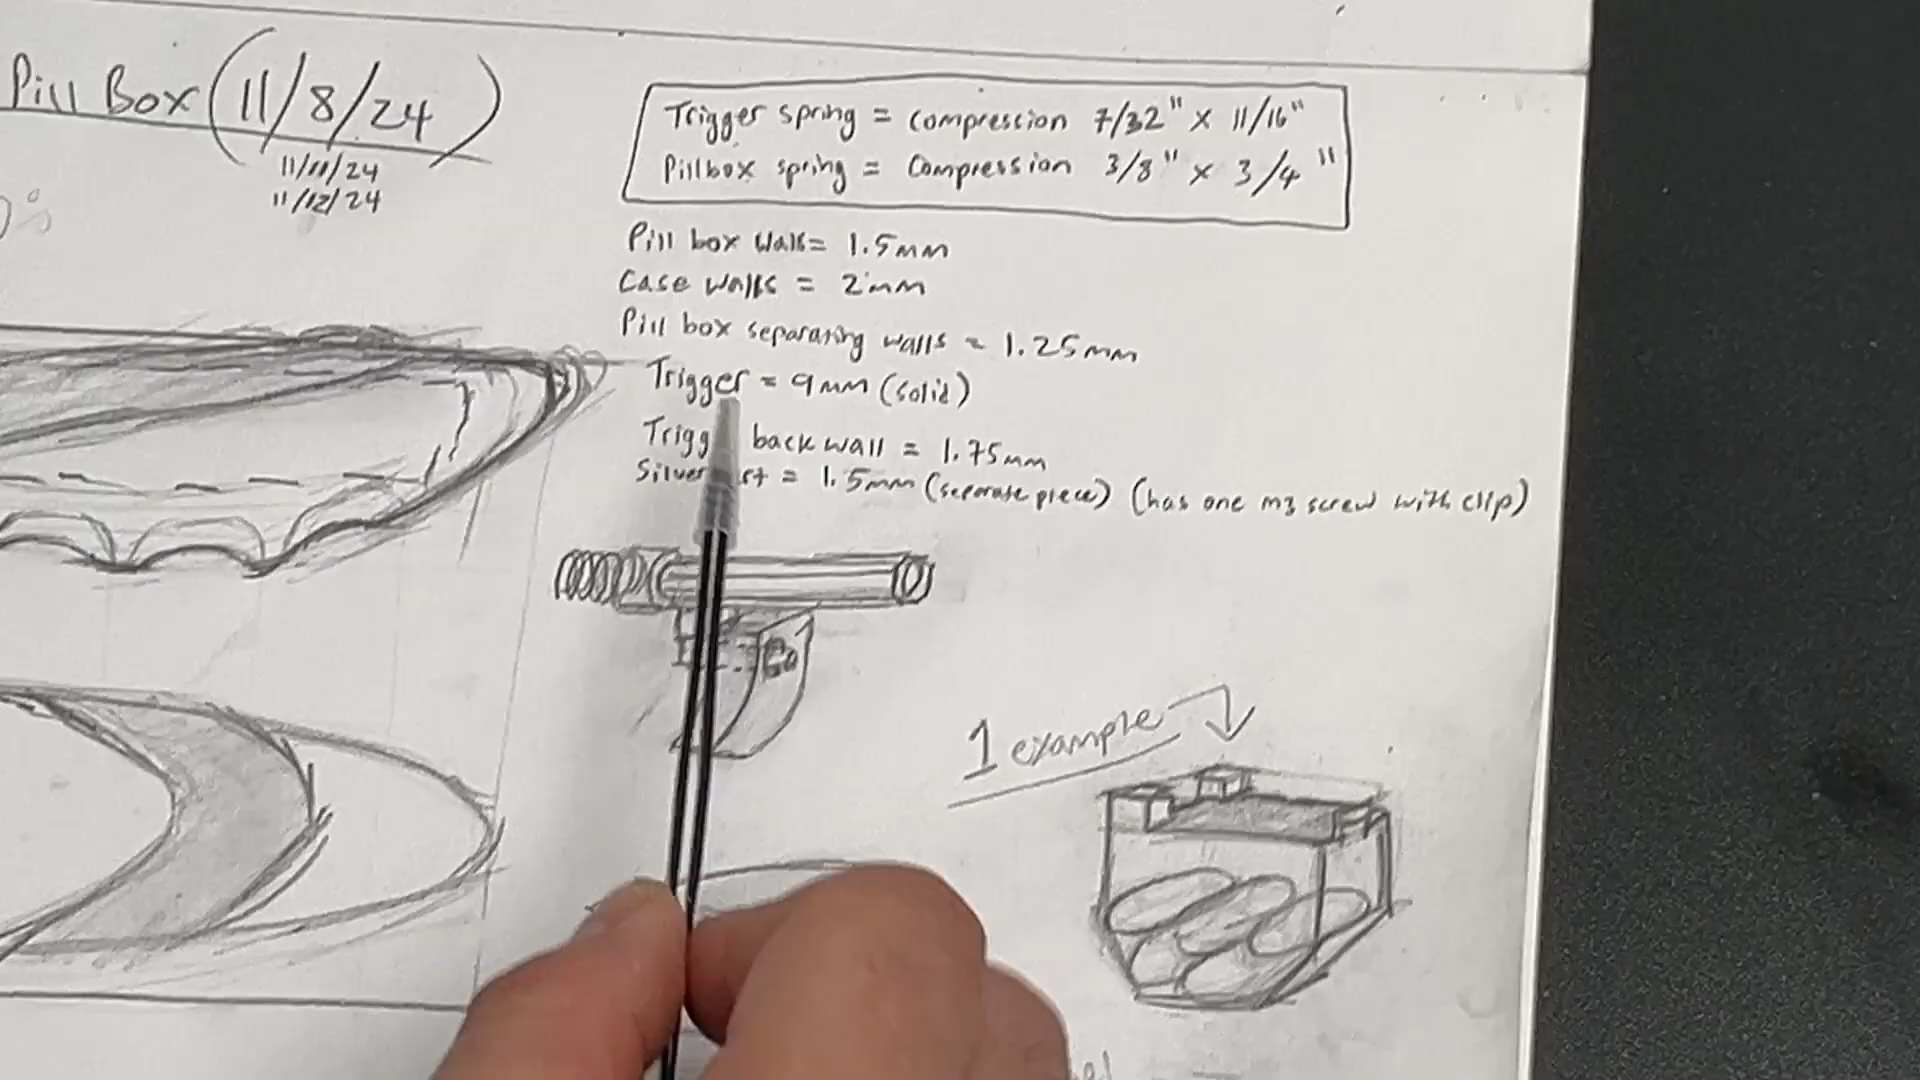 Pill Box (11/8/24)
11/11/24
11/12/24
Trigger spring = compression 7/32" x 11/16"
Pillbox spring = Compression 3/8" x 3/4"
Pill box walls = 1.5mm
Case walls = 2mm
Pill box separating walls = 1.25mm
Trigger = 9mm (solid)
Trigg back wall = 1.75mm
Silver = 1.5mm (separate piece) (has one m3 screw with clip)
1 example